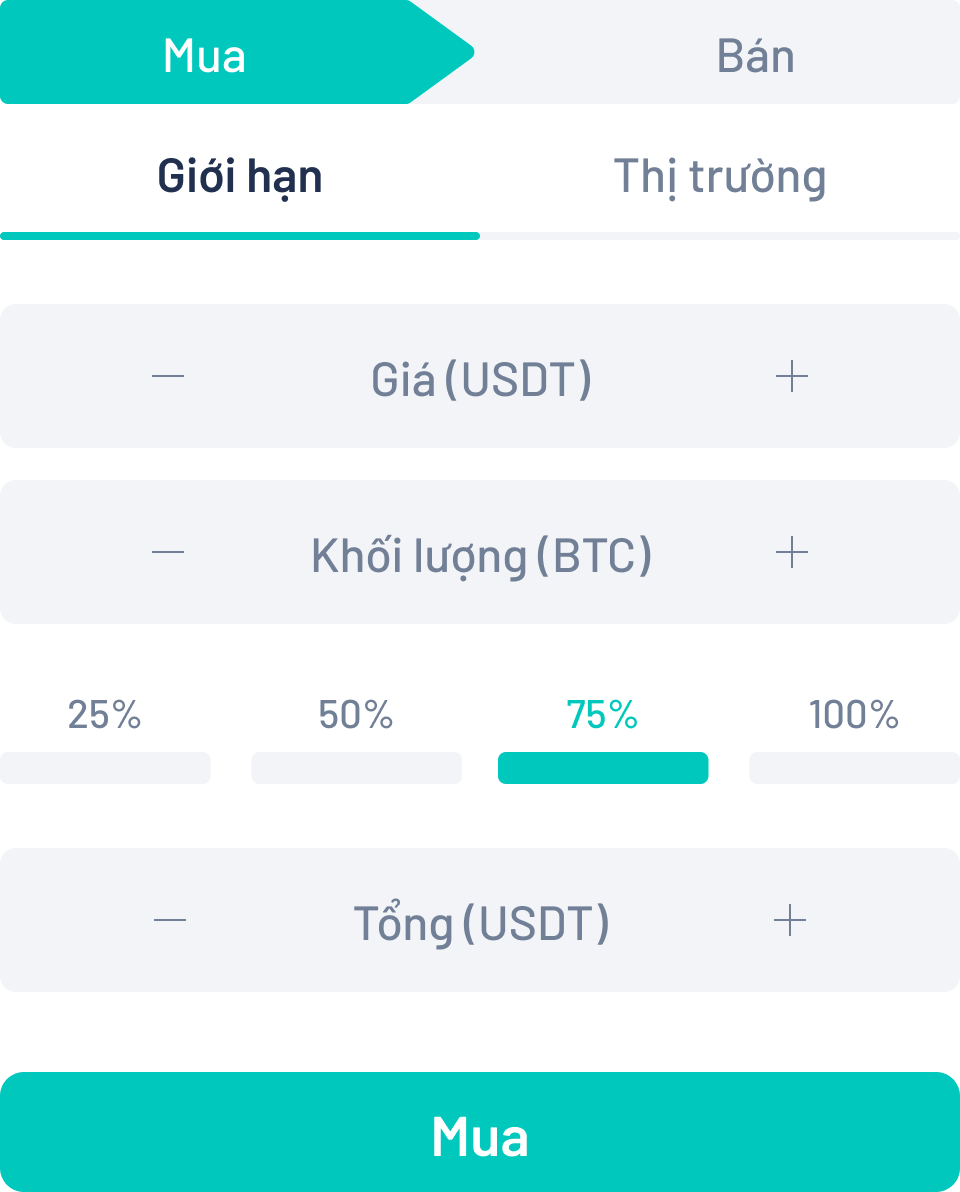 Mua
Bán
Giới hạn
Thị trường
Giá (USDT)
Khối lượng (BTC)
25%
50%
75%
100%
Tổng (USDT)
Mua